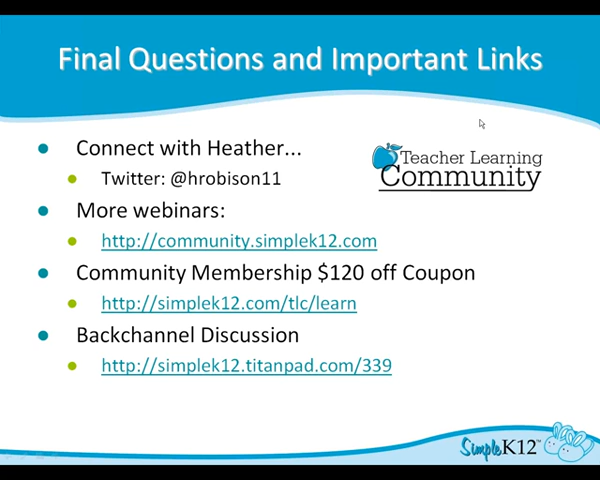 Final Questions and Important Links
Connect with Heather...
Twitter: @hrobison11
Teacher Learning
Community
More webinars:
http://community.simplek12.com
Community Membership $120 off Coupon
http://simplek12.com/tlc/learn
Backchannel Discussion
http://simplek12.titanpad.com/339
SimpleK12™